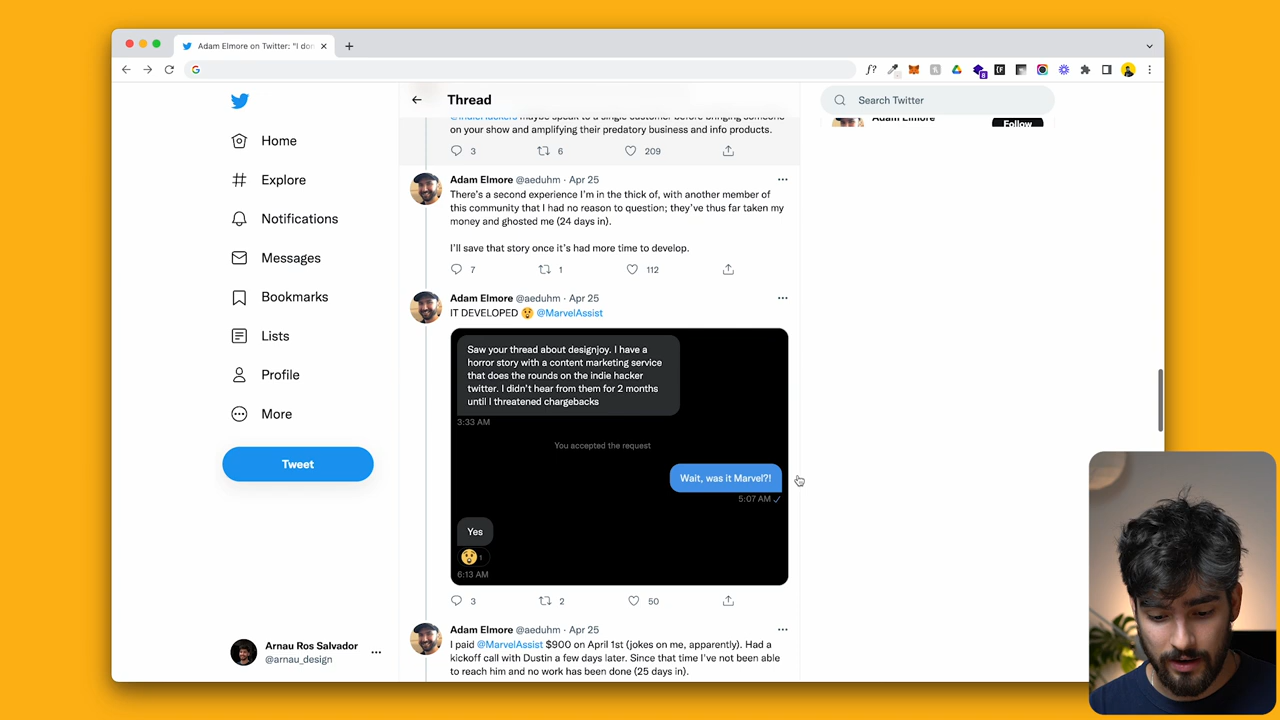 Adam Elmore on Twitter: "I don
Thread
Search Twitter
Adam Elmore
Follow
Home
Explore
Notifications
Messages
Bookmarks
Lists
Profile
More
Tweet
Arnau Ros Salvador
@arnau_design
@IndieHackers maybe speak to a single customer before bringing someone
on your show and amplifying their predatory business and info products.
3 6 209
Adam Elmore @aeduhm · Apr 25
There's a second experience I'm in the thick of, with another member of
this community that I had no reason to question; they've thus far taken my
money and ghosted me (24 days in).
I'll save that story once it's had more time to develop.
7 1 112
Adam Elmore @aeduhm · Apr 25
IT DEVELOPED 😲 @MarvelAssist
Saw your thread about designjoy. I have a
horror story with a content marketing service
that does the rounds on the indie hacker
twitter. I didn't hear from them for 2 months
until I threatened chargebacks
3:33 AM
You accepted the request
Wait, was it Marvel?!
5:07 AM ✓
Yes
😲 1
6:13 AM
3 2 50
Adam Elmore @aeduhm · Apr 25
I paid @MarvelAssist $900 on April 1st (jokes on me, apparently). Had a
kickoff call with Dustin a few days later. Since that time I've not been able
to reach him and no work has been done (25 days in).